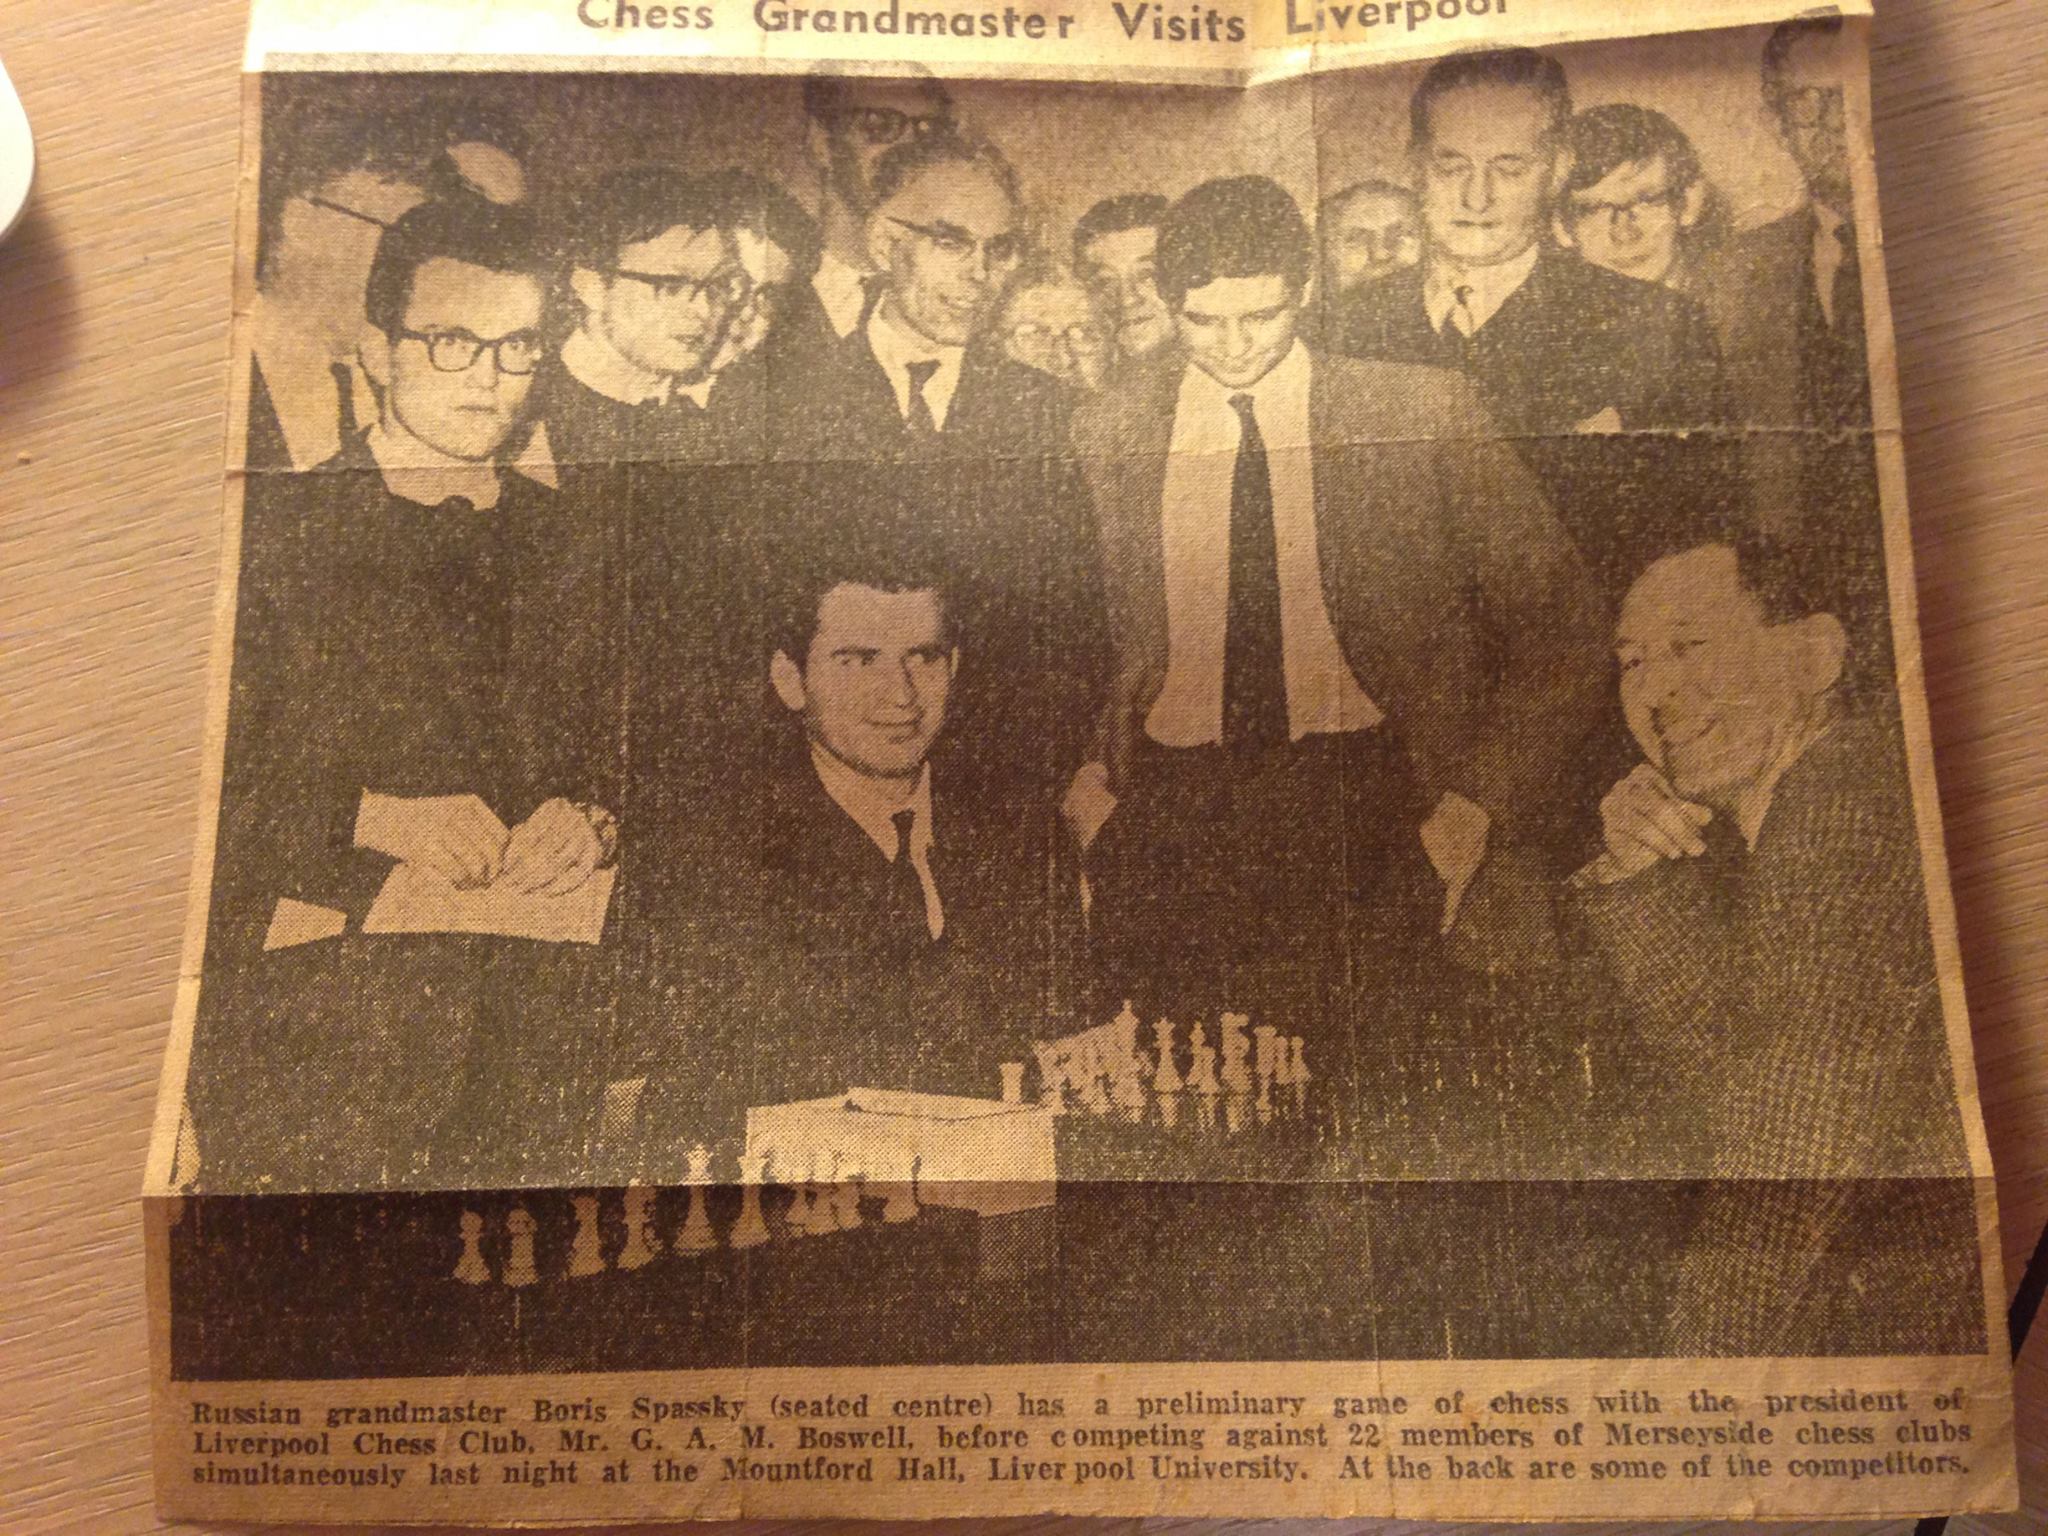 Chess Grandmaster Visits Liverpool
Russian grandmaster Boris Spassky (seated centre) has a preliminary game of chess with the president of
Liverpool Chess Club, Mr. G. A. M. Boswell, before competing against 22 members of Merseyside chess clubs
simultaneously last night at the Mountford Hall, Liverpool University. At the back are some of the competitors.